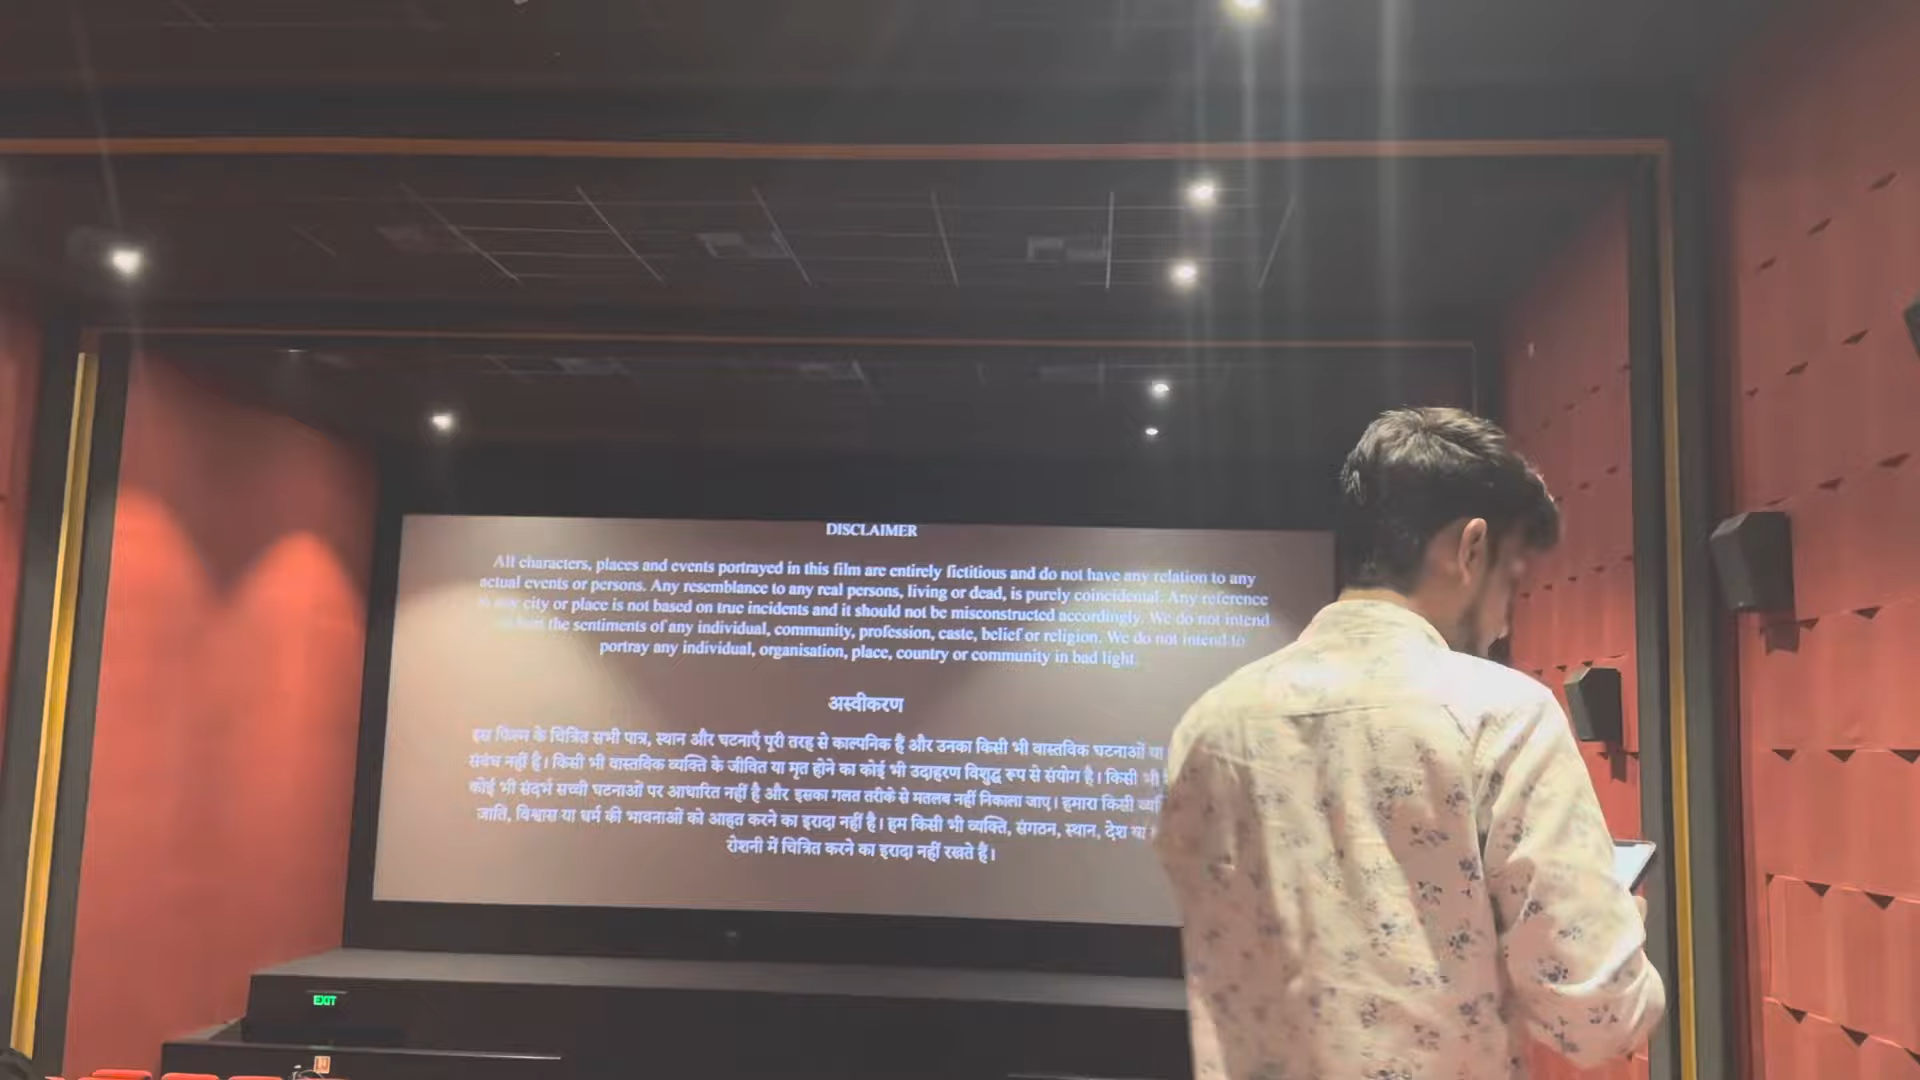 DISCLAIMER
All characters, places and events portrayed in this film are entirely fictitious and do not have any relation to any
actual events or persons. Any resemblance to any real persons, living or dead, is purely coincidental. Any reference
city or place is not based on true incidents and it should not be misconstructed accordingly. We do not intend
the sentiments of any individual, community, profession, caste, belief or religion. We do not intend to
portray any individual, organisation, place, country or community in bad light.
अस्वीकरण
इस फिल्म के चित्रित सभी पात्र, स्थान और घटनाएँ पूरी तरह से काल्पनिक हैं और उनका किसी भी वास्तविक घटनाओं या
संबंध नहीं है। किसी भी वास्तविक व्यक्ति के जीवित या मृत होने का कोई भी उदाहरण विशुद्ध रूप से संयोग है। किसी भी
कोई भी संदर्भ सच्ची घटनाओं पर आधारित नहीं है और इसका गलत तरीके से मतलब नहीं निकाला जाए। हमारा किसी
जाति, विश्वास या धर्म की भावनाओं को आहत करने का इरादा नहीं है। हम किसी भी व्यक्ति, संगठन, स्थान, देश या
रोशनी में चित्रित करने का इरादा नहीं रखते हैं।
EXIT